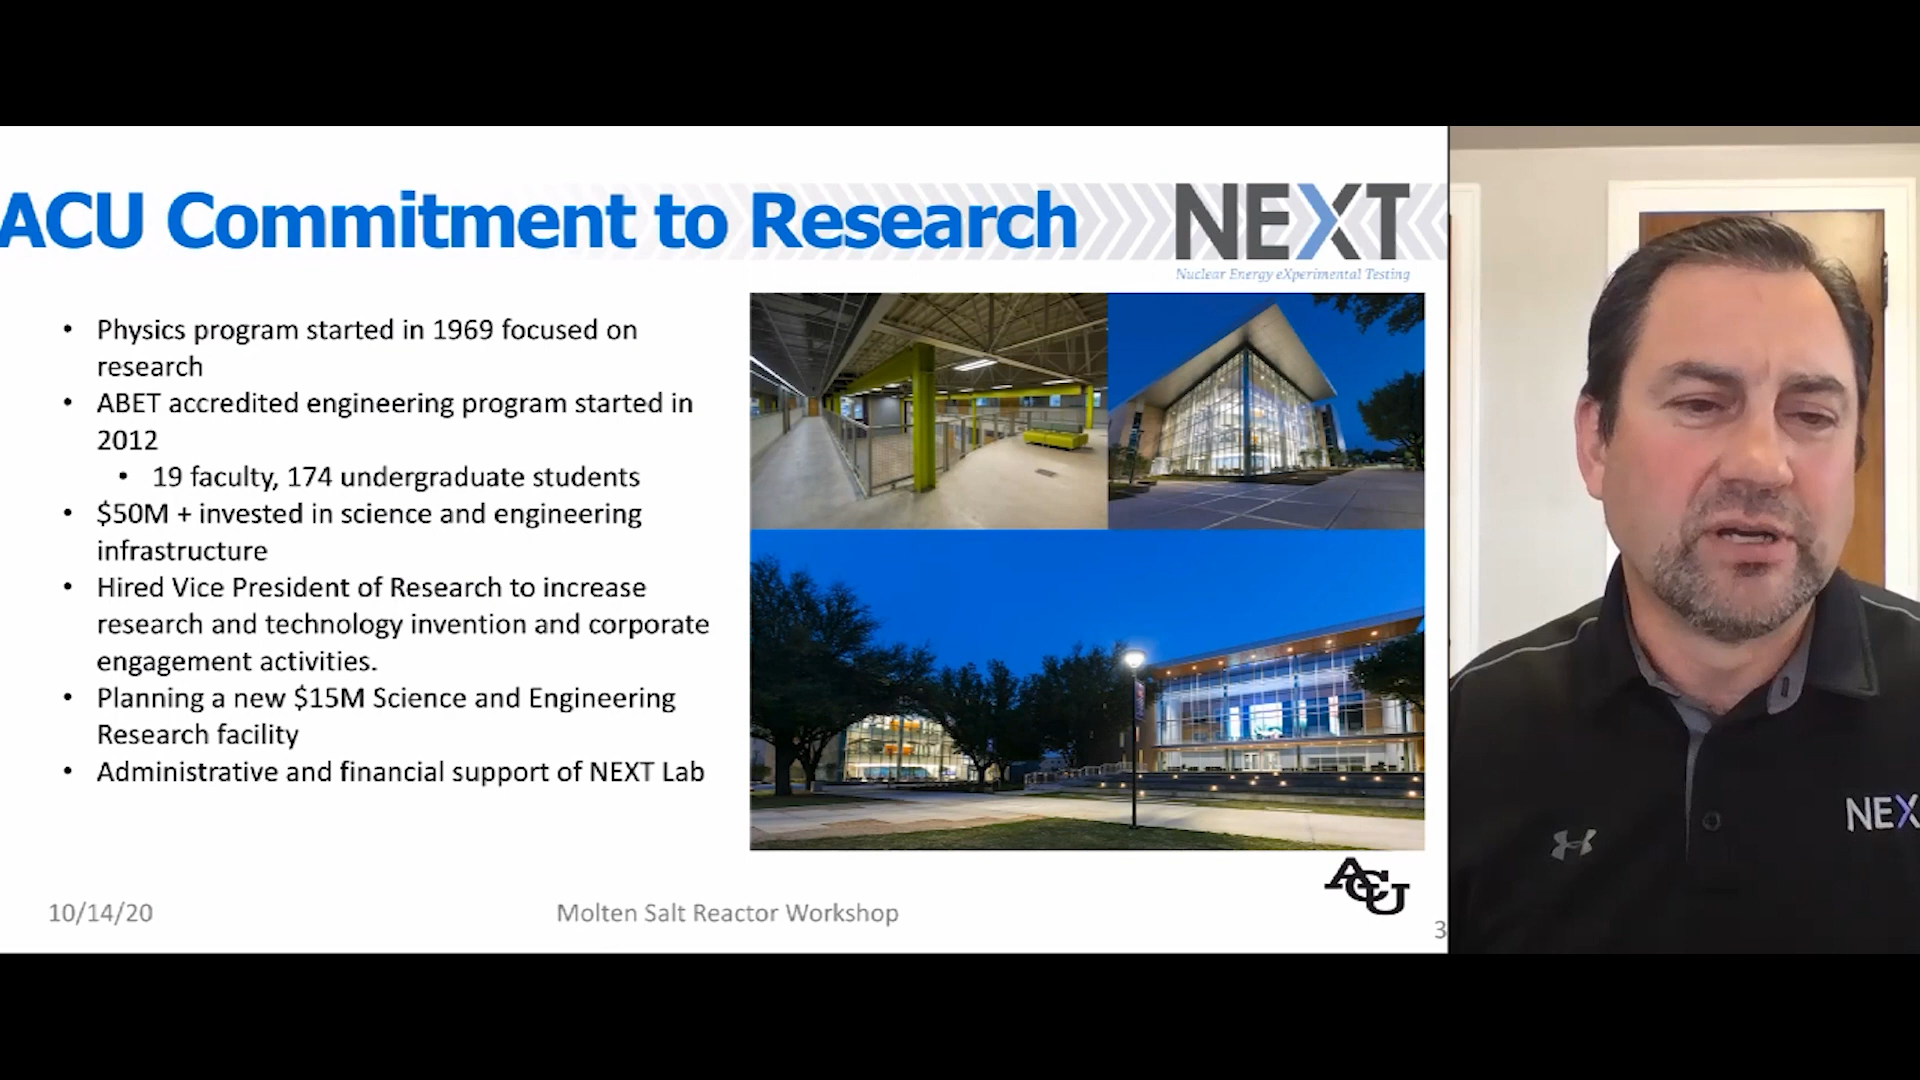 ACU Commitment to Research
NEXT
Nuclear Energy eXperimental Testing
• Physics program started in 1969 focused on
research
• ABET accredited engineering program started in
2012
• 19 faculty, 174 undergraduate students
• $50M + invested in science and engineering
infrastructure
• Hired Vice President of Research to increase
research and technology invention and corporate
engagement activities.
• Planning a new $15M Science and Engineering
Research facility
• Administrative and financial support of NEXT Lab
ACU
10/14/20
Molten Salt Reactor Workshop
3
NEX